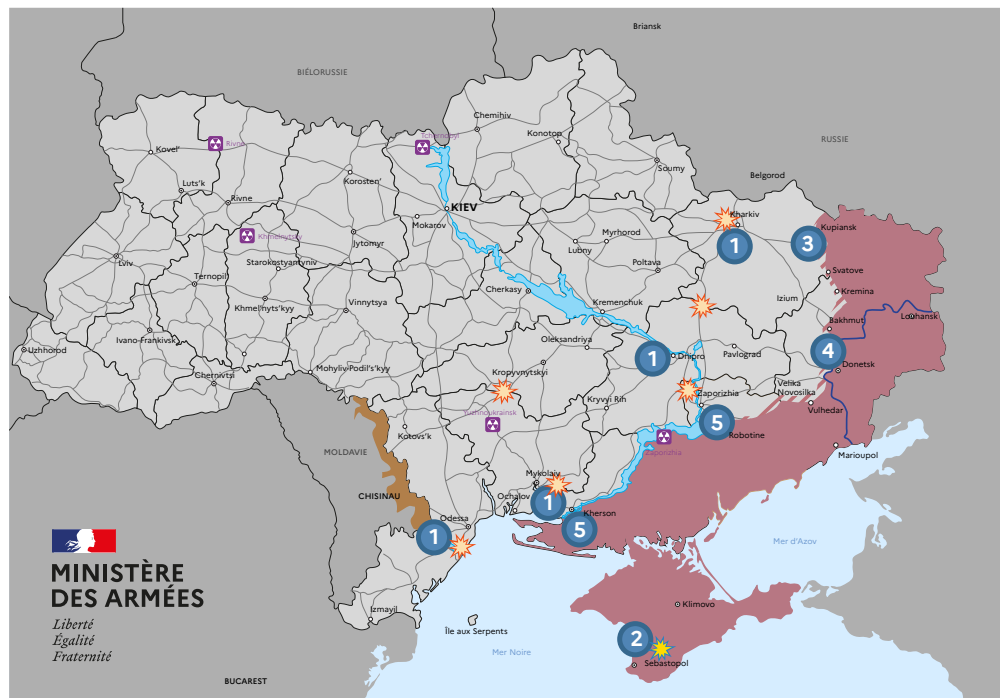 Briansk
BIÉLORUSSIE
RUSSIE
Chemihiv
Konotop
Tchernobyl
Rivne
Kovel'
Korosten'
Soumy
Belgorod
Luts'k
Rivne
KIEV
Mokarov
Kharkiv
1
3
Kupiansk
Khmelnytsky
Jytomyr
Myrhorod
Lubny
Lviv
Starokostyantyniv
Poltava
Ternopil
Svatove
Cherkasy
Izium
Kremina
Khmel'nyts'kyy
Vinnytsya
Kremenchuk
Bakhmut
Louhansk
Ivano-Frankivsk
Oleksandriya
Uzhhorod
1
Dnipro
Pavlograd
4
Donetsk
Mohyliv-Podil's'kyy
Kropyvnytskyi
Chernivtsi
Velika
Novosilka
Zaporizhia
Kryvyi Rih
Vulhedar
Yuzhnoukrainsk
5
Robotine
Kotovs'k
Zaporizhia
MOLDAVIE
Marioupol
Mykolaiv
CHISINAU
Ochalov
1
Kherson
Odessa
5
1
Mer d'Azov
MINISTÈRE
DES ARMÉES
Liberté
Égalité
Fraternité
Izmayil
Klimovo
Île aux Serpents
2
Mer Noire
Sebastopol
BUCAREST